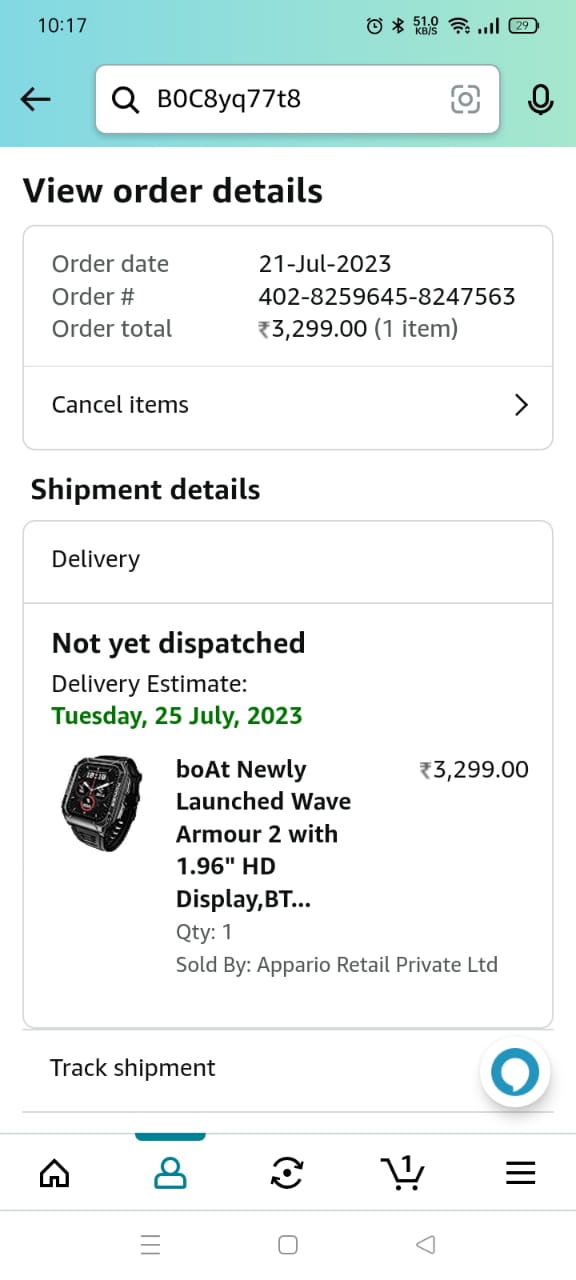 10:17
51.0
KB/S
29
B0C8yq77t8
View order details
Order date 21-Jul-2023
Order # 402-8259645-8247563
Order total ₹3,299.00 (1 item)
Cancel items
Shipment details
Delivery
Not yet dispatched
Delivery Estimate:
Tuesday, 25 July, 2023
boAt Newly ₹3,299.00
Launched Wave
Armour 2 with
1.96" HD
Display,BT...
Qty: 1
Sold By: Appario Retail Private Ltd
Track shipment
1